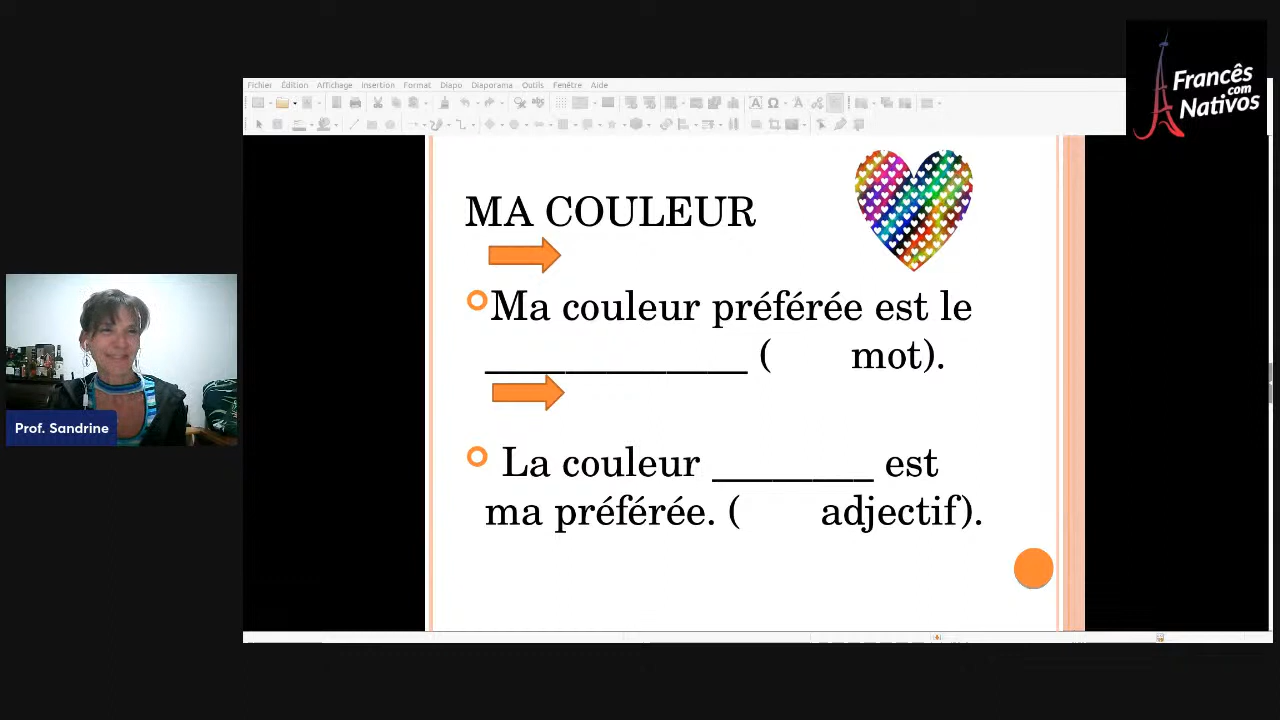 Francês
com
Nativos
Fichier Édition Affichage Insertion Format Diapo Diaporama Outils Fenêtre Aide
MA COULEUR
Ma couleur préférée est le
_____________ ( mot).
La couleur ________ est
ma préférée. ( adjectif).
Prof. Sandrine